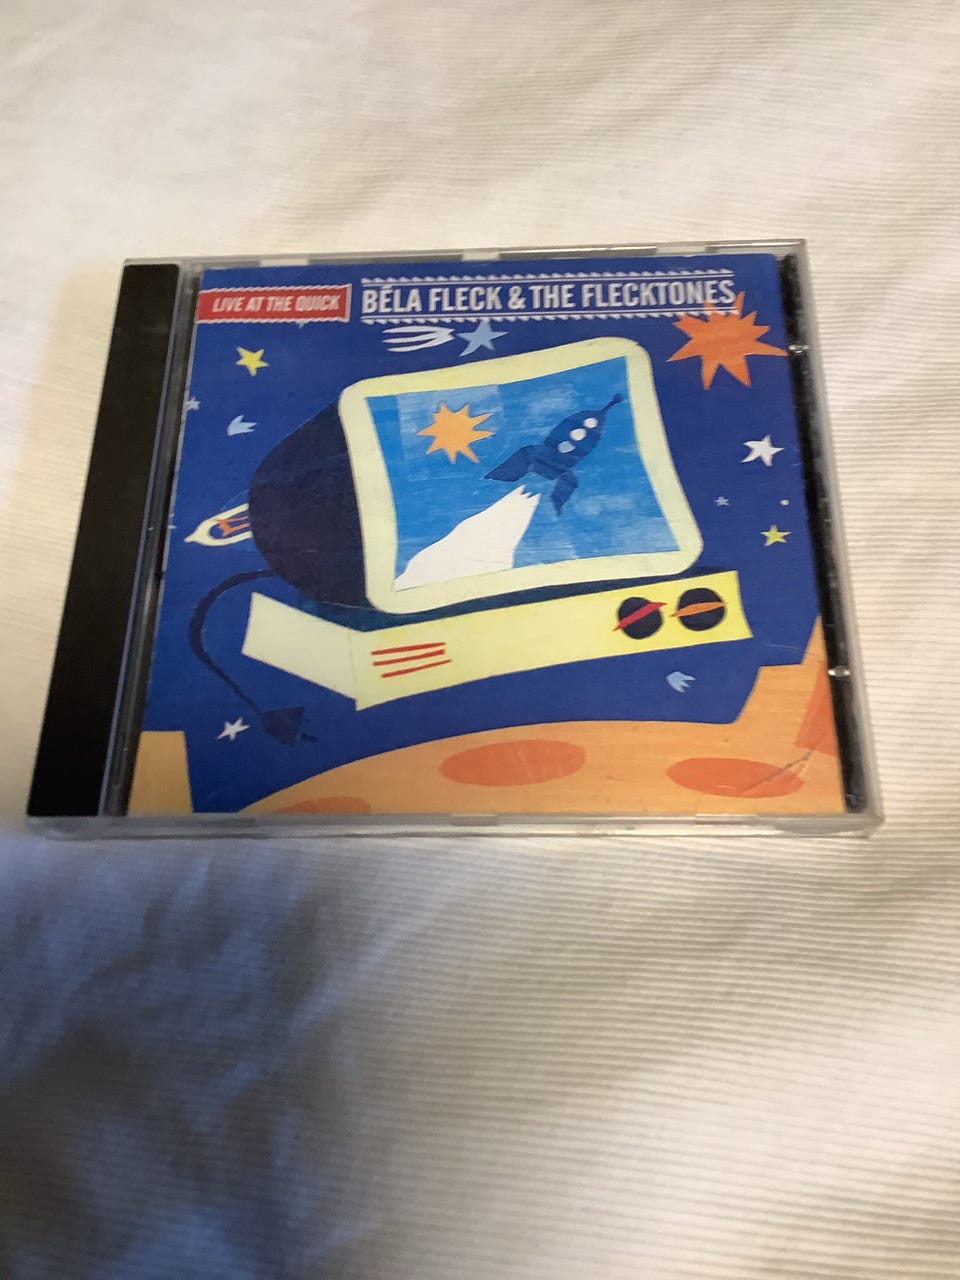 LIVE AT THE QUICK
BÉLA FLECK & THE FLECKTONES